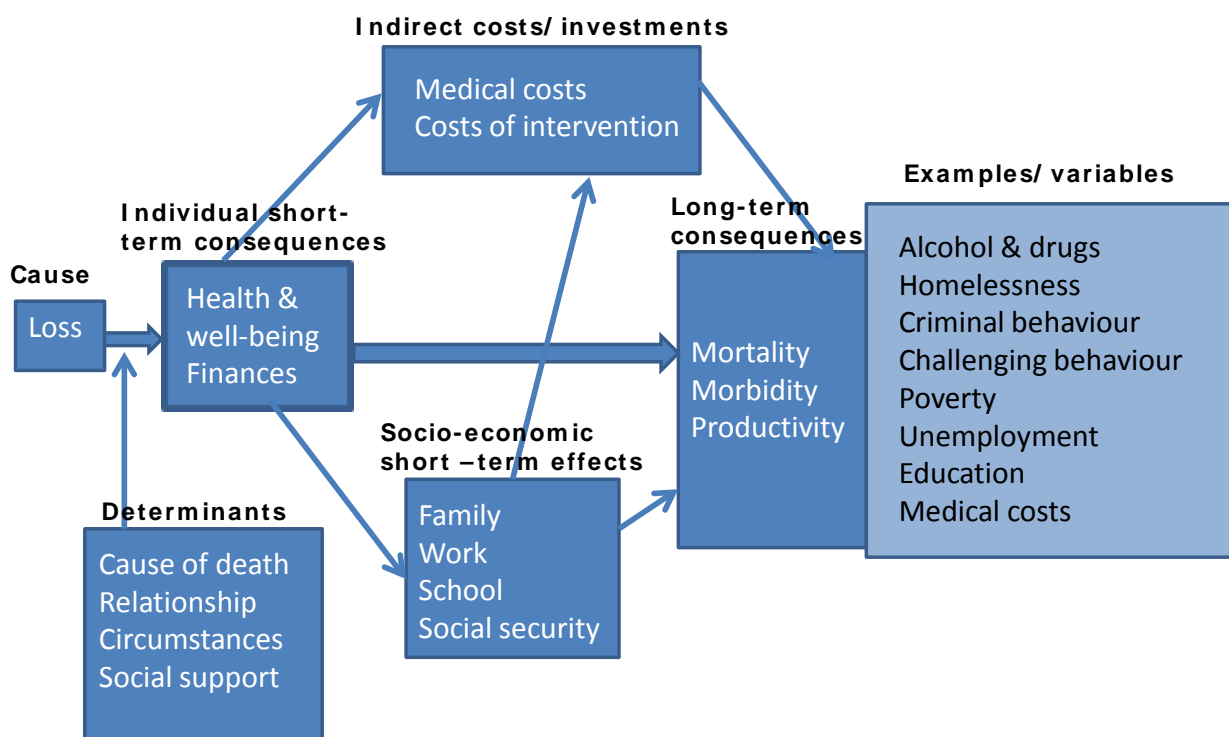 Indirect costs/ investments
Medical costs
Costs of intervention
Examples/ variables
Individual short-
term consequences
Long-term
consequences
Alcohol & drugs
Homelessness
Criminal behaviour
Challenging behaviour
Poverty
Unemployment
Education
Medical costs
Cause
Loss
Health &
well-being
Finances
Mortality
Morbidity
Productivity
Socio-economic
short –term effects
Family
Work
School
Social security
Determinants
Cause of death
Relationship
Circumstances
Social support